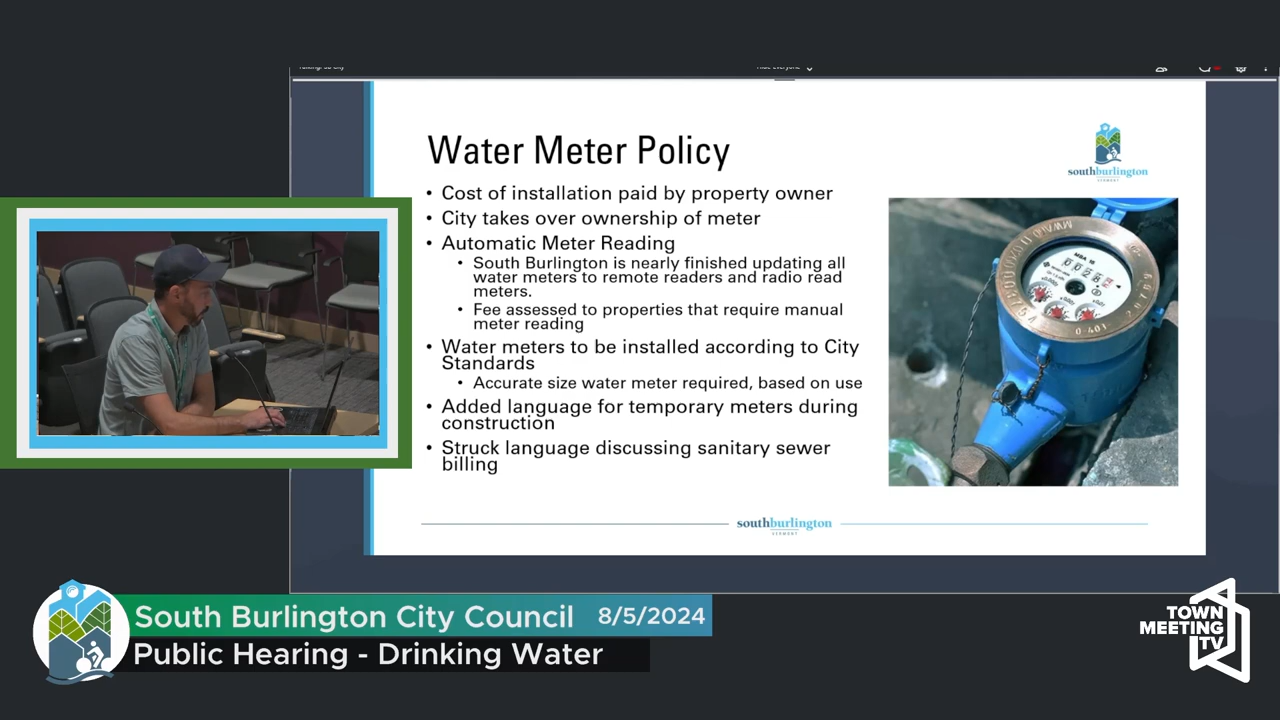 Water Meter Policy
• Cost of installation paid by property owner
• City takes over ownership of meter
• Automatic Meter Reading
• South Burlington is nearly finished updating all
water meters to remote readers and radio read
meters.
• Fee assessed to properties that require manual
meter reading
• Water meters to be installed according to City
Standards
• Accurate size water meter required, based on use
• Added language for temporary meters during
construction
• Struck language discussing sanitary sewer
billing
southburlington
VERMONT
southburlington
VERMONT
South Burlington City Council 8/5/2024
Public Hearing - Drinking Water
TOWN
MEETING
TV